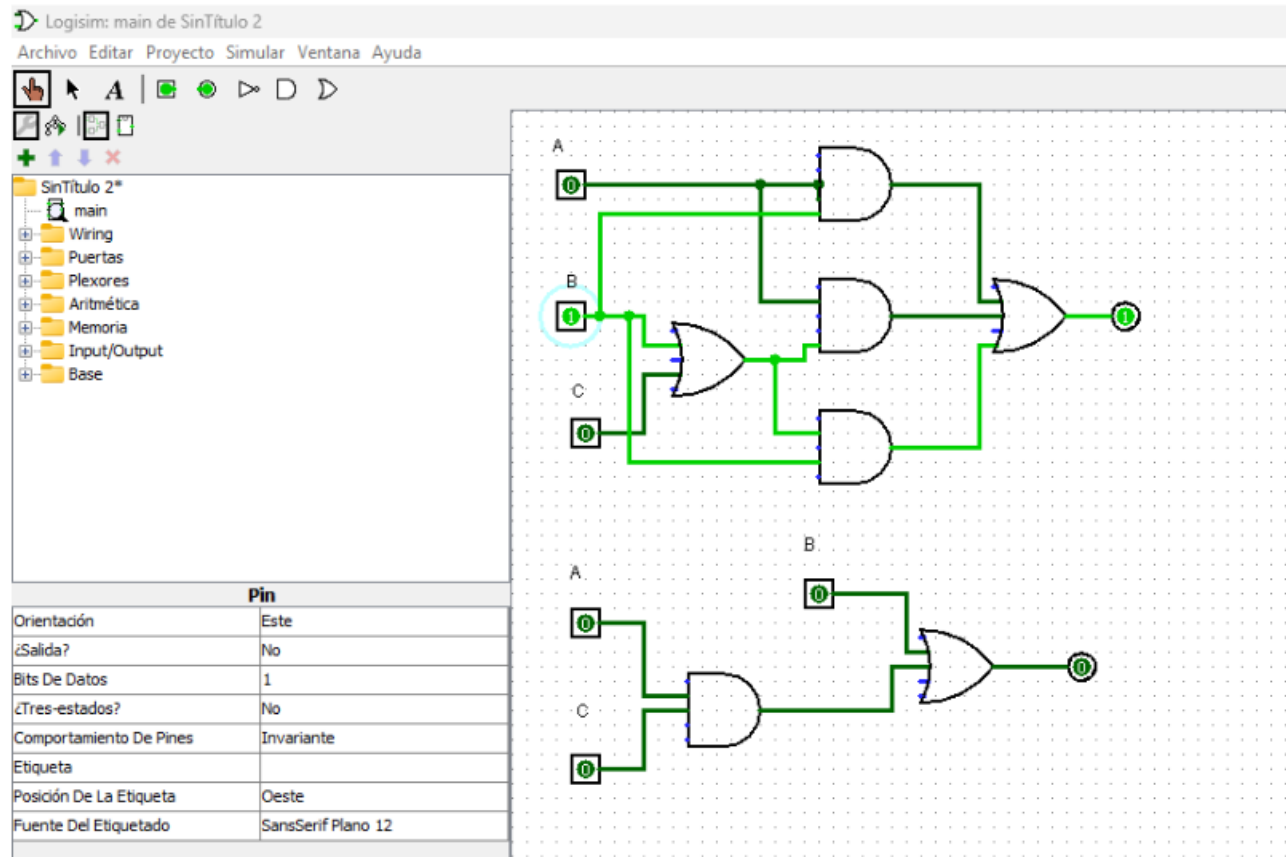 Logisim: main de SinTítulo 2
Archivo Editar Proyecto Simular Ventana Ayuda
A
SinTítulo 2*
main
Wiring
Puertas
Plexores
Aritmética
Memoria
Input/Output
Base
Pin
Orientación Este
¿Salida? No
Bits De Datos 1
¿Tres-estados? No
Comportamiento De Pines Invariante
Etiqueta
Posición De La Etiqueta Oeste
Fuente Del Etiquetado SansSerif Plano 12
A
0
B
1
1
C
0
B
A
0
0
0
C
0